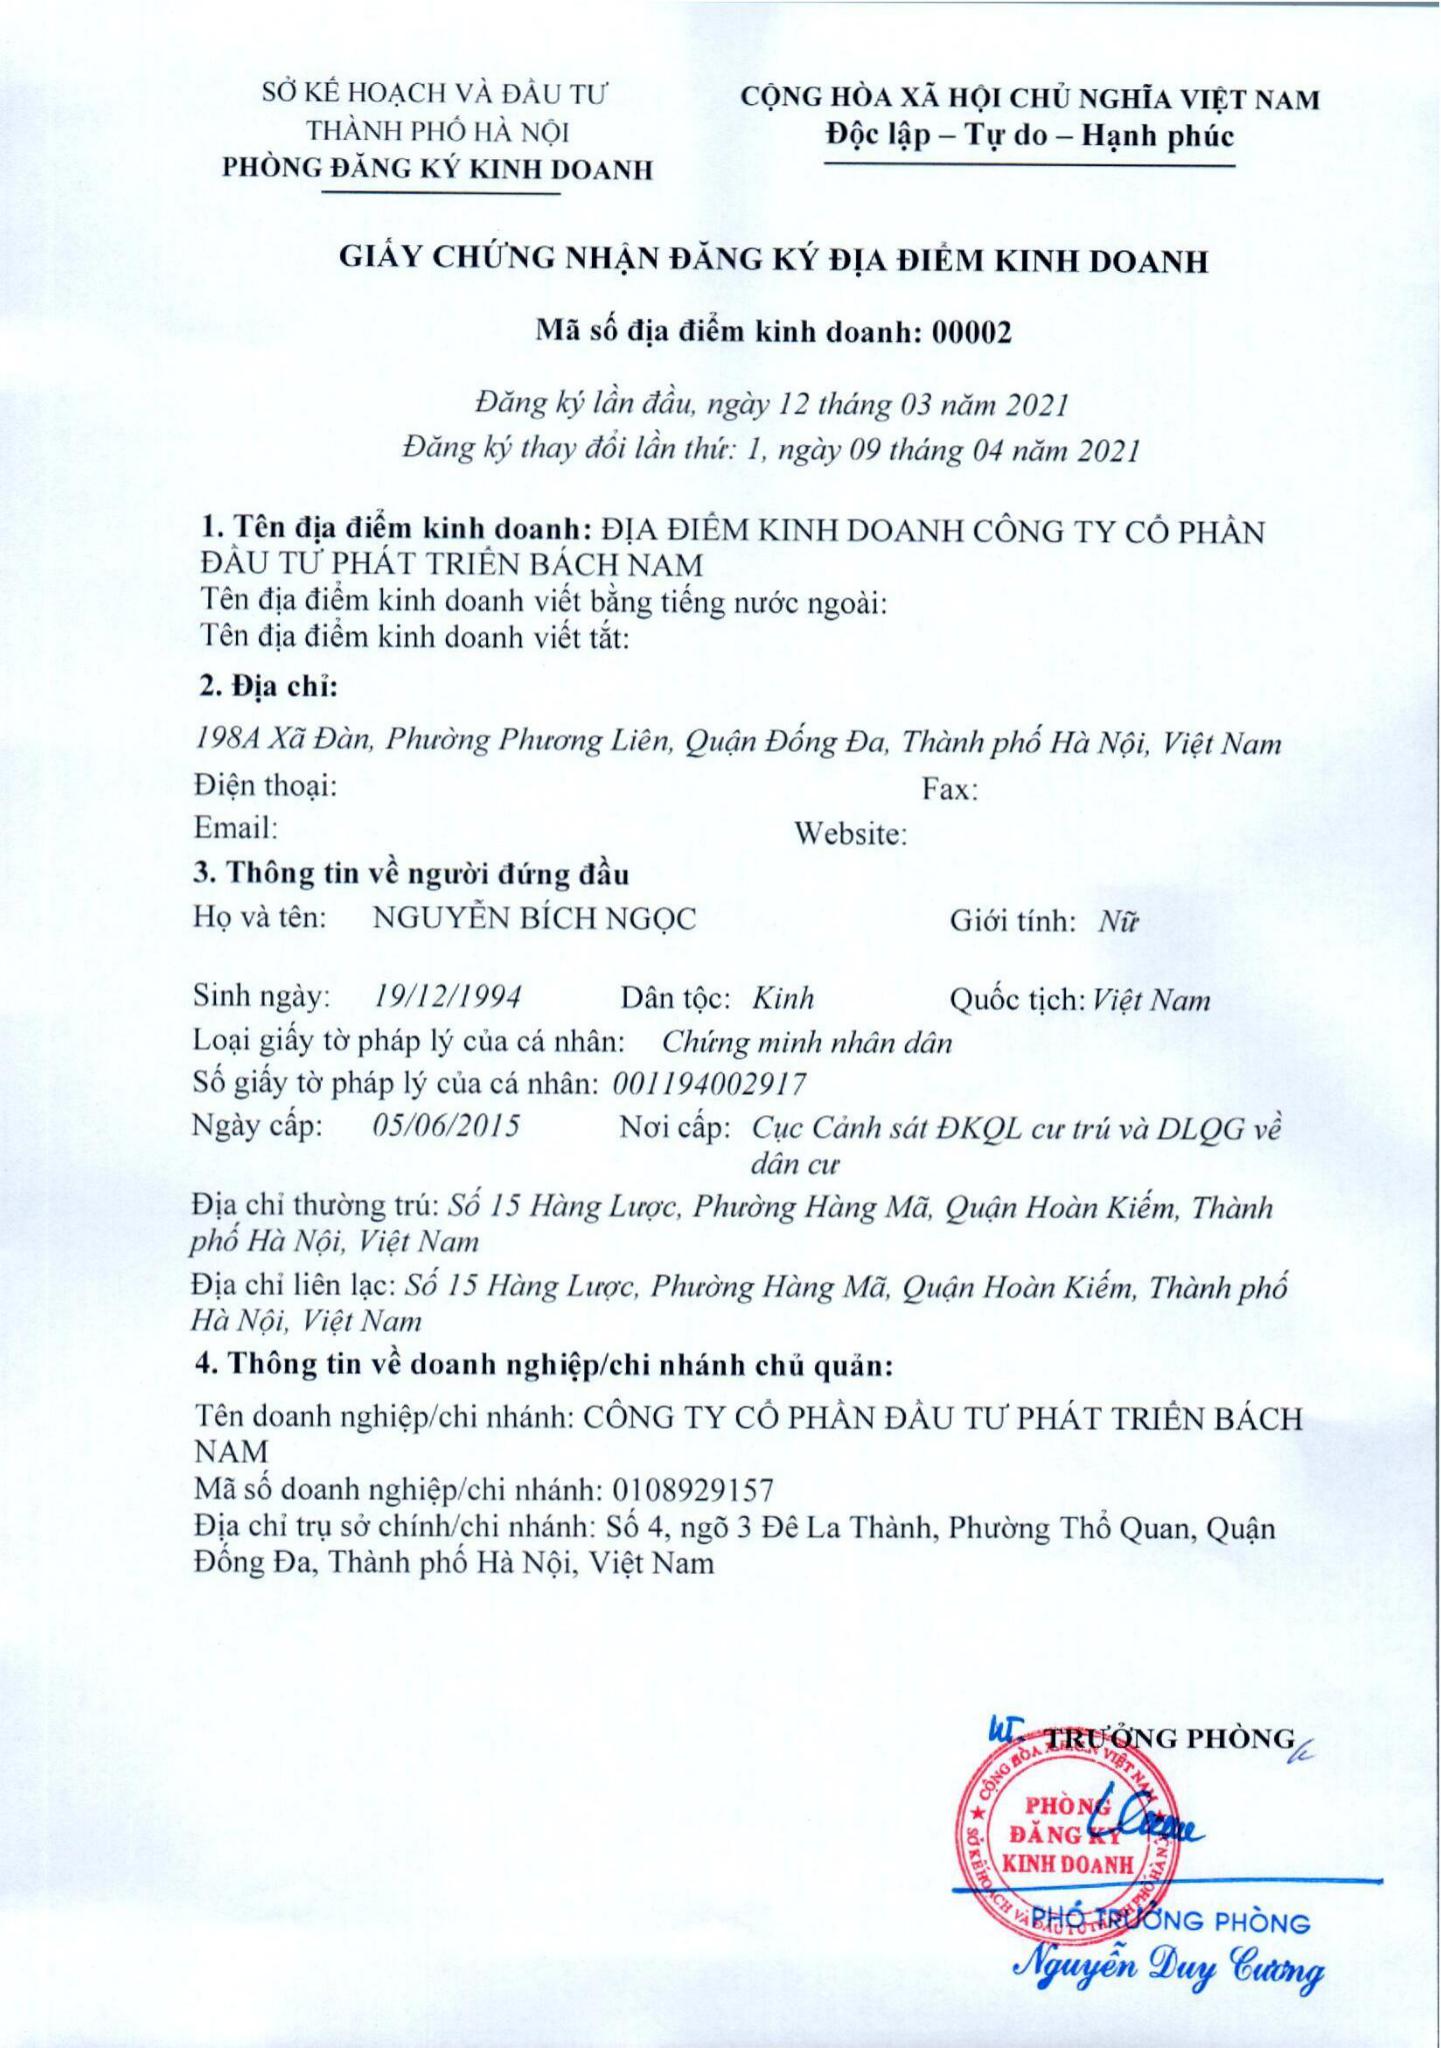 SỞ KẾ HOẠCH VÀ ĐẦU TƯ
THÀNH PHỐ HÀ NỘI
PHÒNG ĐĂNG KÝ KINH DOANH
CỘNG HÒA XÃ HỘI CHỦ NGHĨA VIỆT NAM
Độc lập – Tự do – Hạnh phúc
GIẤY CHỨNG NHẬN ĐĂNG KÝ ĐỊA ĐIỂM KINH DOANH
Mã số địa điểm kinh doanh: 00002
Đăng ký lần đầu, ngày 12 tháng 03 năm 2021
Đăng ký thay đổi lần thứ: 1, ngày 09 tháng 04 năm 2021
1. Tên địa điểm kinh doanh: ĐỊA ĐIỂM KINH DOANH CÔNG TY CỔ PHẦN
ĐẦU TƯ PHÁT TRIỂN BÁCH NAM
Tên địa điểm kinh doanh viết bằng tiếng nước ngoài:
Tên địa điểm kinh doanh viết tắt:
2. Địa chỉ:
198A Xã Đàn, Phường Phương Liên, Quận Đống Đa, Thành phố Hà Nội, Việt Nam
Điện thoại: Fax:
Email: Website:
3. Thông tin về người đứng đầu
Họ và tên: NGUYỄN BÍCH NGỌC Giới tính: Nữ
Sinh ngày: 19/12/1994 Dân tộc: Kinh Quốc tịch: Việt Nam
Loại giấy tờ pháp lý của cá nhân: Chứng minh nhân dân
Số giấy tờ pháp lý của cá nhân: 001194002917
Ngày cấp: 05/06/2015 Nơi cấp: Cục Cảnh sát ĐKQL cư trú và DLQG về
dân cư
Địa chỉ thường trú: Số 15 Hàng Lược, Phường Hàng Mã, Quận Hoàn Kiếm, Thành
phố Hà Nội, Việt Nam
Địa chỉ liên lạc: Số 15 Hàng Lược, Phường Hàng Mã, Quận Hoàn Kiếm, Thành phố
Hà Nội, Việt Nam
4. Thông tin về doanh nghiệp/chi nhánh chủ quản:
Tên doanh nghiệp/chi nhánh: CÔNG TY CỔ PHẦN ĐẦU TƯ PHÁT TRIỂN BÁCH
NAM
Mã số doanh nghiệp/chi nhánh: 0108929157
Địa chỉ trụ sở chính/chi nhánh: Số 4, ngõ 3 Đê La Thành, Phường Thổ Quan, Quận
Đống Đa, Thành phố Hà Nội, Việt Nam
KT. TRƯỞNG PHÒNG
CỘNG HÒA X.H.C.N VIỆT NAM
PHÒNG
ĐĂNG KÝ
KINH DOANH
SỞ KẾ HOẠCH VÀ ĐẦU TƯ THÀNH PHỐ HÀ NỘI
PHÓ TRƯỞNG PHÒNG
Nguyễn Duy Cương